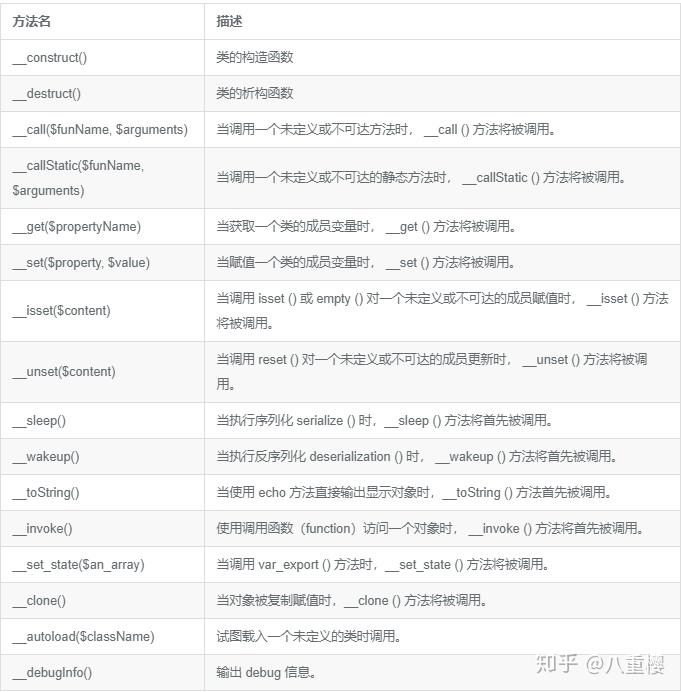 方法名 描述
__construct() 类的构造函数
__destruct() 类的析构函数
__call($funName, $arguments) 当调用一个未定义或不可达方法时， __call () 方法将被调用。
__callStatic($funName,
$arguments)
当调用一个未定义或不可达的静态方法时， __callStatic () 方法将被调用。
__get($propertyName) 当获取一个类的成员变量时， __get () 方法将被调用。
__set($property, $value) 当赋值一个类的成员变量时， __set () 方法将被调用。
__isset($content)
当调用 isset () 或 empty () 对一个未定义或不可达的成员赋值时， __isset () 方法
将被调用。
__unset($content)
当调用 reset () 对一个未定义或不可达的成员更新时， __unset () 方法将被调
用。
__sleep() 当执行序列化 serialize () 时，__sleep () 方法将首先被调用。
__wakeup() 当执行反序列化 deserialization () 时， __wakeup () 方法将首先被调用。
__toString() 当使用 echo 方法直接输出显示对象时，__toString () 方法首先被调用。
__invoke() 使用调用函数（function）访问一个对象时， __invoke () 方法将首先被调用。
__set_state($an_array) 当调用 var_export () 方法时，__set_state () 方法将被调用。
__clone() 当对象被复制赋值时，__clone () 方法将被调用。
__autoload($className) 试图载入一个未定义的类时调用。
__debugInfo() 输出 debug 信息。
知乎 @八重樱